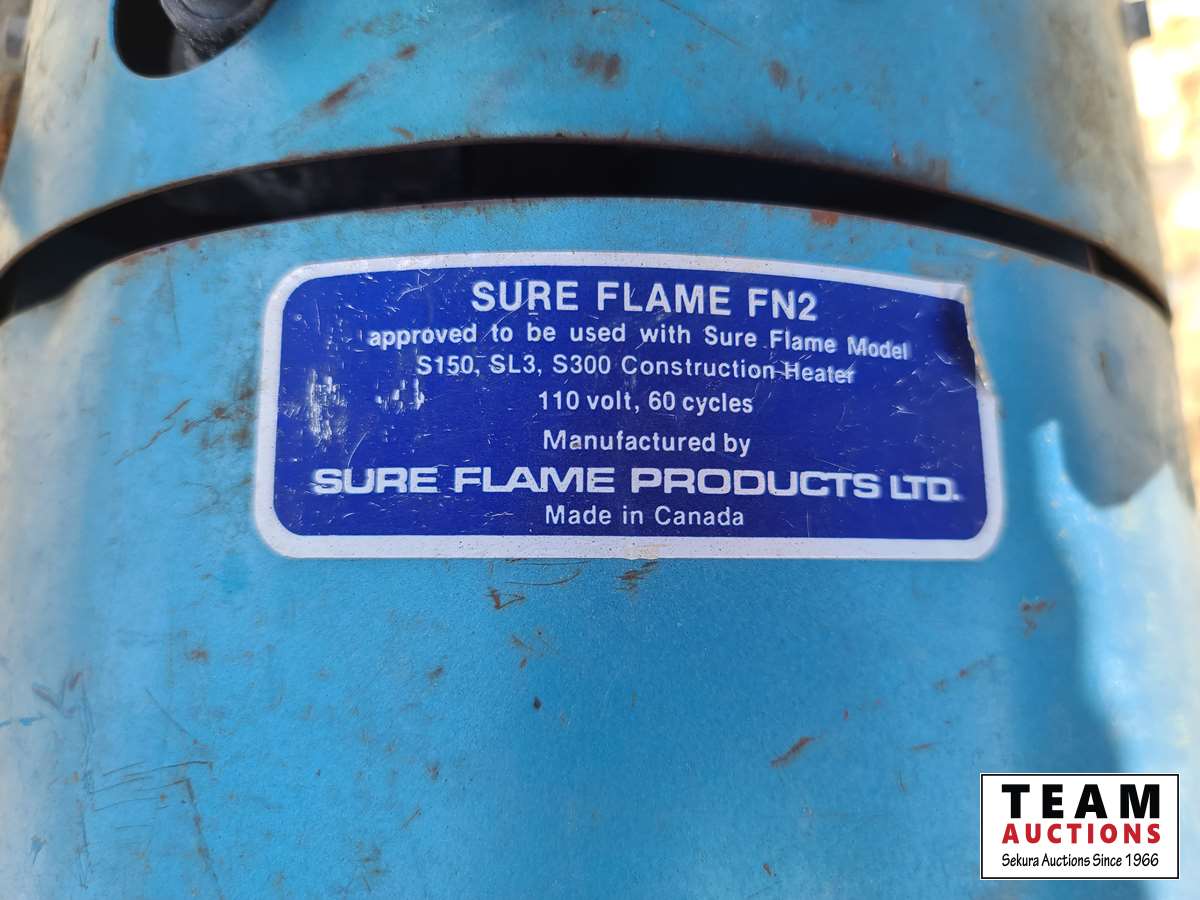 SURE FLAME FN2
approved to be used with Sure Flame Model
S150, SL3, S300 Construction Heater
110 volt, 60 cycles
Manufactured by
SURE FLAME PRODUCTS LTD.
Made in Canada
TEAM
AUCTIONS
Sekura Auctions Since 1966